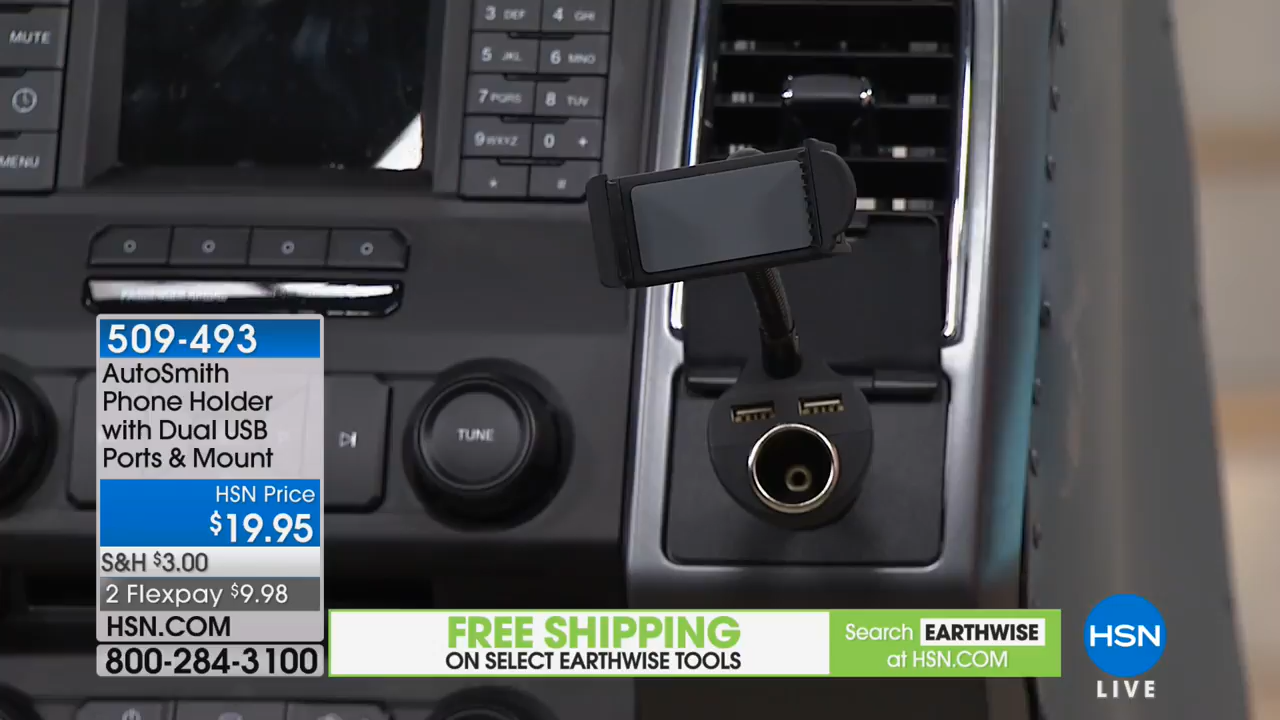 MUTE
MENU
3 DEF
4 GHI
5 JKL
6 MNO
7 PQRS
8 TUV
9 WXYZ
0 +
*
#
TUNE
509-493
AutoSmith
Phone Holder
with Dual USB
Ports & Mount
HSN Price
$19.95
S&H $3.00
2 Flexpay $9.98
HSN.COM
800-284-3100
FREE SHIPPING
ON SELECT EARTHWISE TOOLS
Search EARTHWISE
at HSN.COM
HSN
LIVE